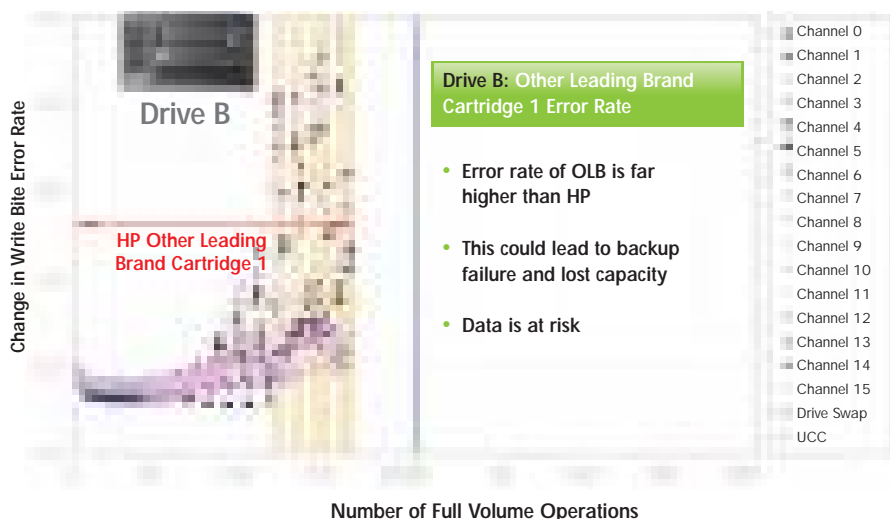 Drive B
Drive B: Other Leading Brand
Cartridge 1 Error Rate
• Error rate of OLB is far
higher than HP
• This could lead to backup
failure and lost capacity
• Data is at risk
HP Other Leading
Brand Cartridge 1
Change in Write Bite Error Rate
Number of Full Volume Operations
Channel 0
Channel 1
Channel 2
Channel 3
Channel 4
Channel 5
Channel 6
Channel 7
Channel 8
Channel 9
Channel 10
Channel 11
Channel 12
Channel 13
Channel 14
Channel 15
Drive Swap
UCC